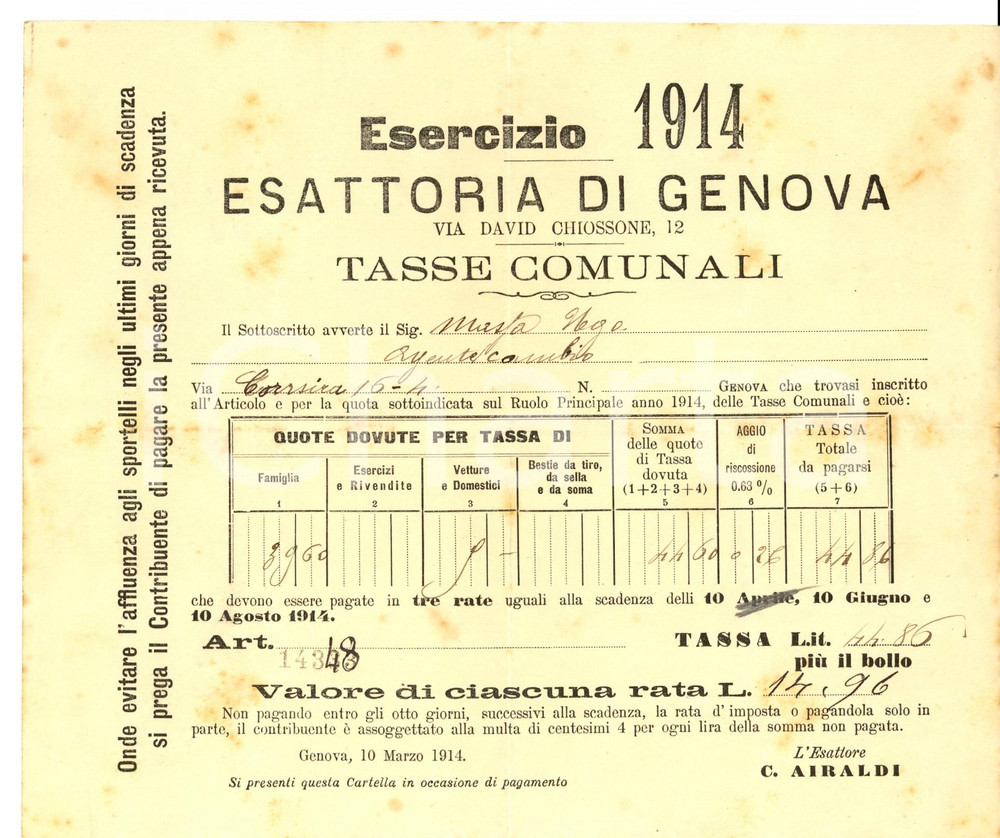 Onde evitare l'affluenza agli sportelli negli ultimi giorni di scadenza
si prega il Contribuente di pagare la presente appena ricevuta.
Esercizio 1914
ESATTORIA DI GENOVA
VIA DAVID CHIOSSONE, 12
TASSE COMUNALI
Il Sottoscritto avverte il Sig. Ugo
Agente cambio
Via Corsica 16-4 N. GENOVA che trovasi inscritto
all'Articolo e per la quota sottoindicata sul Ruolo Principale anno 1914, delle Tasse Comunali e cioè:
QUOTE DOVUTE PER TASSA DI
Famiglia
1
Esercizi
e Rivendite
2
Vetture
e Domestici
3
Bestie da tiro,
da sella
e da soma
4
SOMMA
delle quote
di Tassa
dovuta
(1+2+3+4)
5
AGGIO
di
riscossione
0.63 %
6
TASSA
Totale
da pagarsi
(5+6)
7
39 60 5 - 44 60 0 26 44 86
che devono essere pagate in tre rate uguali alla scadenza delli 10 Aprile, 10 Giugno e
10 Agosto 1914.
Art. TASSA Lit. 44.86
più il bollo
Valore di ciascuna rata L. 14,96
Non pagando entro gli otto giorni, successivi alla scadenza, la rata d'imposta o pagandola solo in
parte, il contribuente è assoggettato alla multa di centesimi 4 per ogni lira della somma non pagata.
Genova, 10 Marzo 1914.
L'Esattore
C. AIRALDI
Si presenti questa Cartella in occasione di pagamento